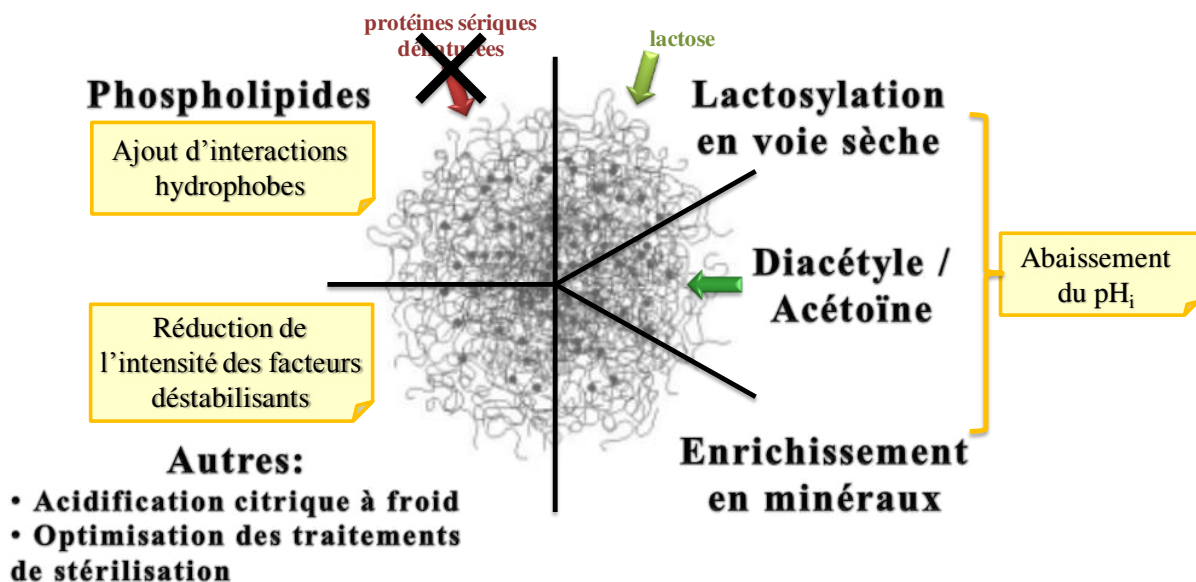 protéines sériques
dénaturées
lactose
Phospholipides
Ajout d'interactions
hydrophobes
Lactosylation
en voie sèche
Diacétyle /
Acétoïne
Abaissement
du pHi
Réduction de
l'intensité des facteurs
déstabilisants
Enrichissement
en minéraux
Autres:
• Acidification citrique à froid
• Optimisation des traitements
de stérilisation